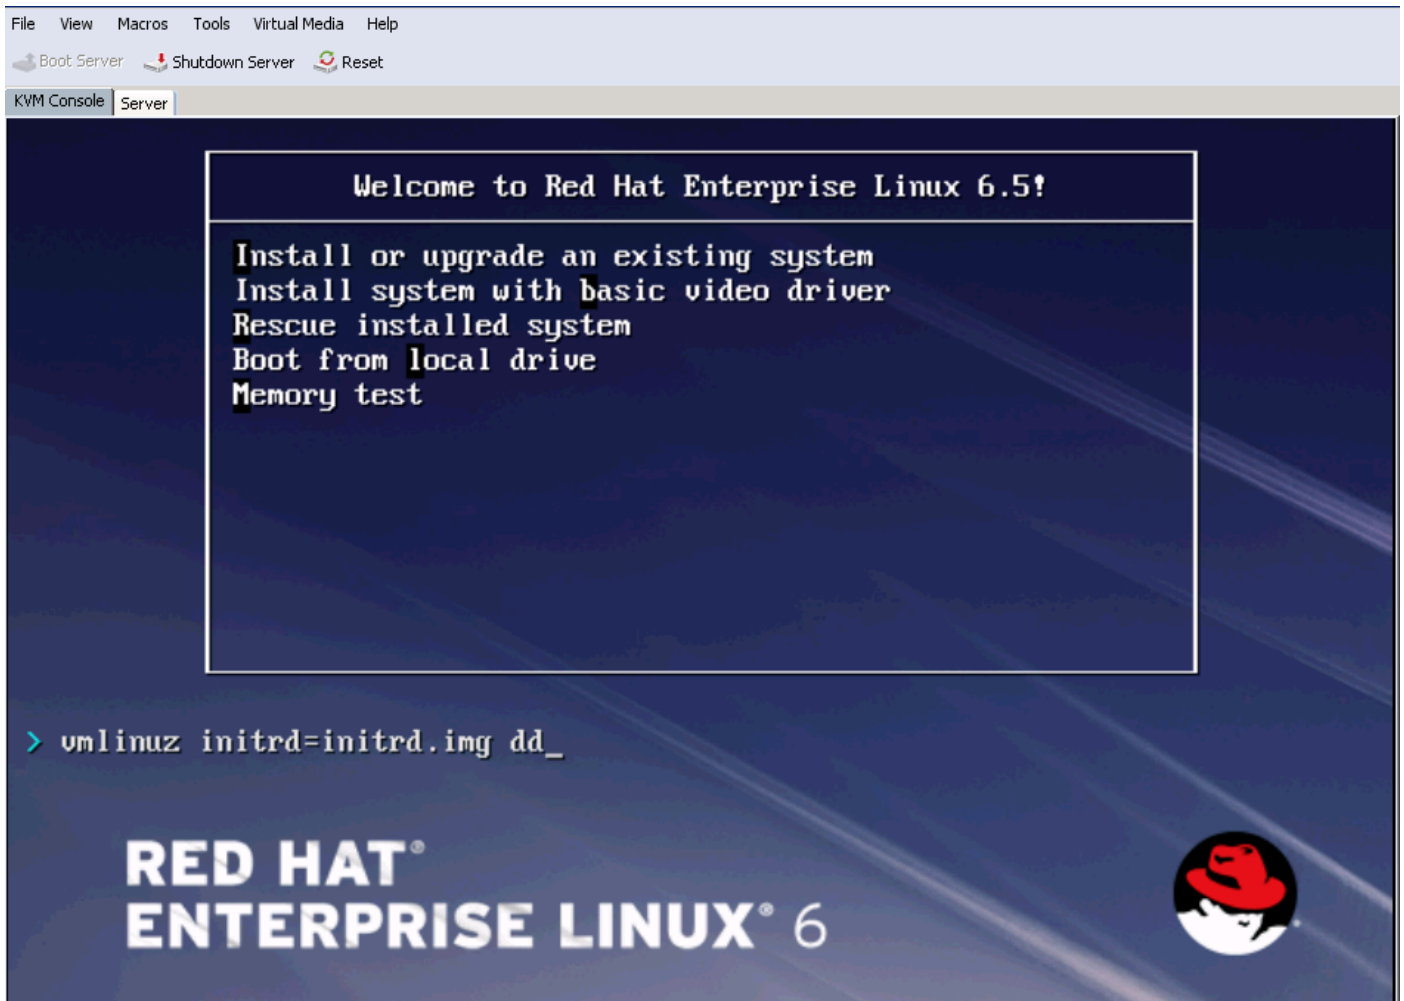 File View Macros Tools Virtual Media Help
Boot Server Shutdown Server Reset
KVM Console Server
Welcome to Red Hat Enterprise Linux 6.5!
Install or upgrade an existing system
Install system with basic video driver
Rescue installed system
Boot from local drive
Memory test
> vmlinuz initrd=initrd.img dd_
RED HAT®
ENTERPRISE LINUX® 6